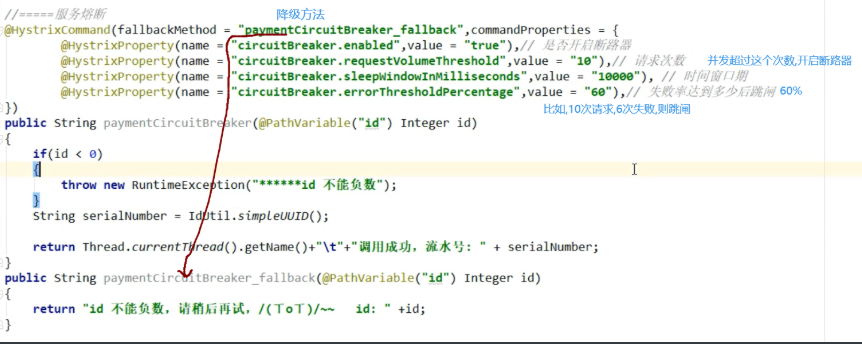 //=====服务熔断
降级方法
@HystrixCommand(fallbackMethod = "paymentCircuitBreaker_fallback",commandProperties = {
@HystrixProperty(name = "circuitBreaker.enabled",value = "true"),// 是否开启断路器
@HystrixProperty(name = "circuitBreaker.requestVolumeThreshold",value = "10"),// 请求次数 并发超过这个次数,开启断路器
@HystrixProperty(name = "circuitBreaker.sleepWindowInMilliseconds",value = "10000"), // 时间窗口期
@HystrixProperty(name = "circuitBreaker.errorThresholdPercentage",value = "60"),// 失败率达到多少后跳闸 60%
})
比如,10次请求,6次失败,则跳闸
public String paymentCircuitBreaker(@PathVariable("id") Integer id)
{
if(id < 0)
{
throw new RuntimeException("******id 不能负数");
}
String serialNumber = IdUtil.simpleUUID();
return Thread.currentThread().getName()+"\t"+"调用成功，流水号: " + serialNumber;
}
public String paymentCircuitBreaker_fallback(@PathVariable("id") Integer id)
{
return "id 不能负数，请稍后再试，/(ㄒoㄒ)/~~   id: " +id;
}